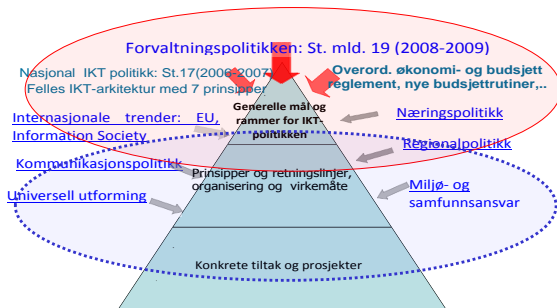 Forvaltningspolitikken: St. mld. 19 (2008-2009)
Nasjonal IKT politikk: St.17(2006-2007)
Felles IKT-arkitektur med 7 prinsipper
Overord. økonomi- og budsjett
reglement, nye budsjettrutiner,..
Generelle mål og
rammer for IKT-
politikken
Internasjonale trender: EU,
Information Society
Næringspolitikk
Regionalpolitikk
Kommunikasjonspolitikk
Prinsipper og retningslinjer,
organisering og virkemåte
Universell utforming
Miljø- og
samfunnsansvar
Konkrete tiltak og prosjekter